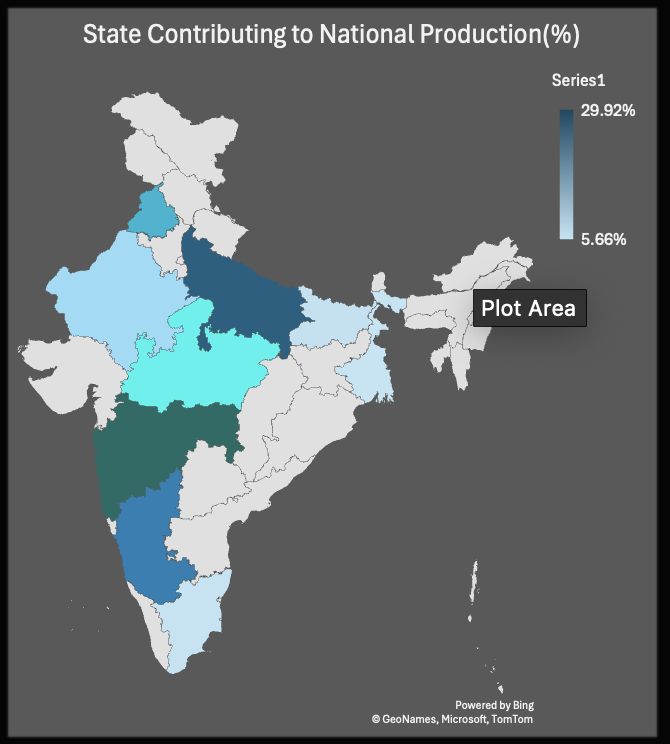 State Contributing to National Production(%)
Series1
29.92%
5.66%
Plot Area
Powered by Bing
© GeoNames, Microsoft, TomTom